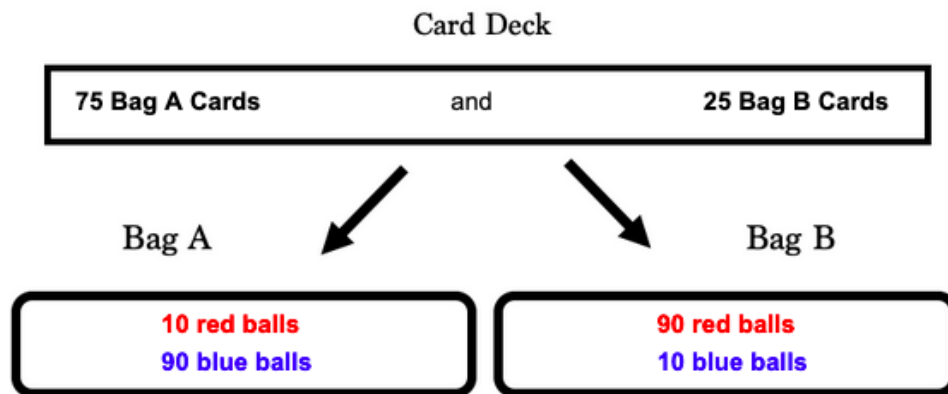 Card Deck
75 Bag A Cards and 25 Bag B Cards
Bag A Bag B
10 red balls 90 red balls
90 blue balls 10 blue balls